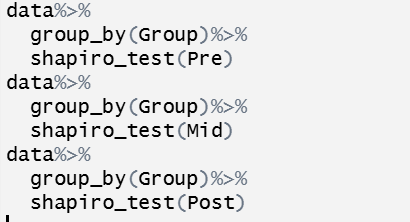 data%>%
  group_by(Group)%>%
  shapiro_test(Pre)
data%>%
  group_by(Group)%>%
  shapiro_test(Mid)
data%>%
  group_by(Group)%>%
  shapiro_test(Post)